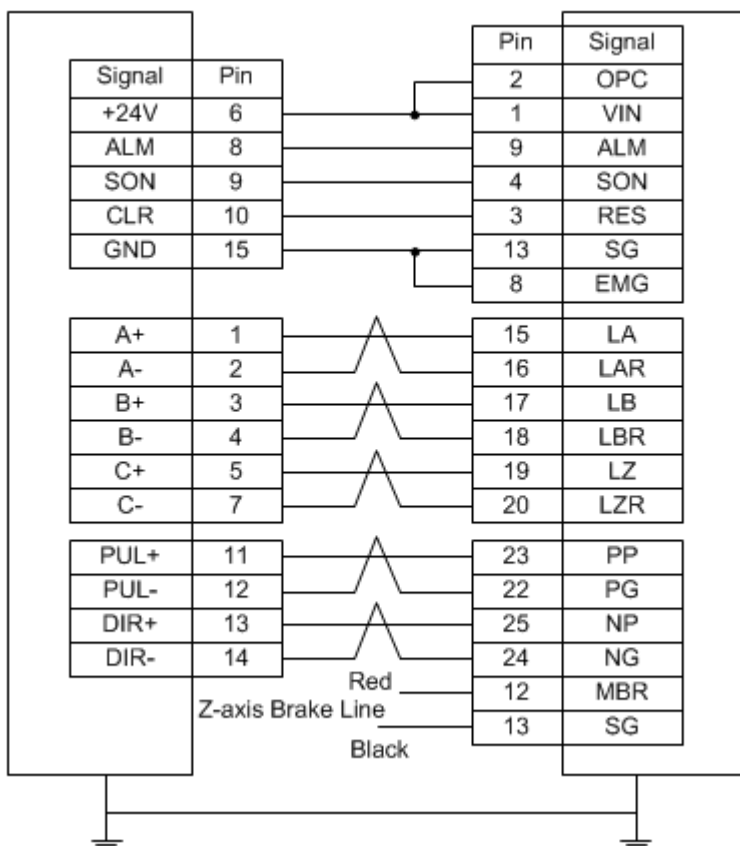 Pin Signal
Signal Pin 2 OPC
+24V 6 1 VIN
ALM 8 9 ALM
SON 9 4 SON
CLR 10 3 RES
GND 15 13 SG
8 EMG
A+ 1 15 LA
A- 2 16 LAR
B+ 3 17 LB
B- 4 18 LBR
C+ 5 19 LZ
C- 7 20 LZR
PUL+ 11 23 PP
PUL- 12 22 PG
DIR+ 13 25 NP
DIR- 14 24 NG
Red 12 MBR
Z-axis Brake Line
13 SG
Black